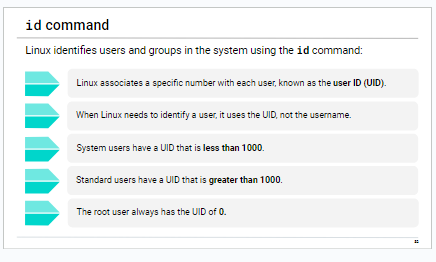 id command
Linux identifies users and groups in the system using the id command:
Linux associates a specific number with each user, known as the user ID (UID).
When Linux needs to identify a user, it uses the UID, not the username.
System users have a UID that is less than 1000.
Standard users have a UID that is greater than 1000.
The root user always has the UID of 0.